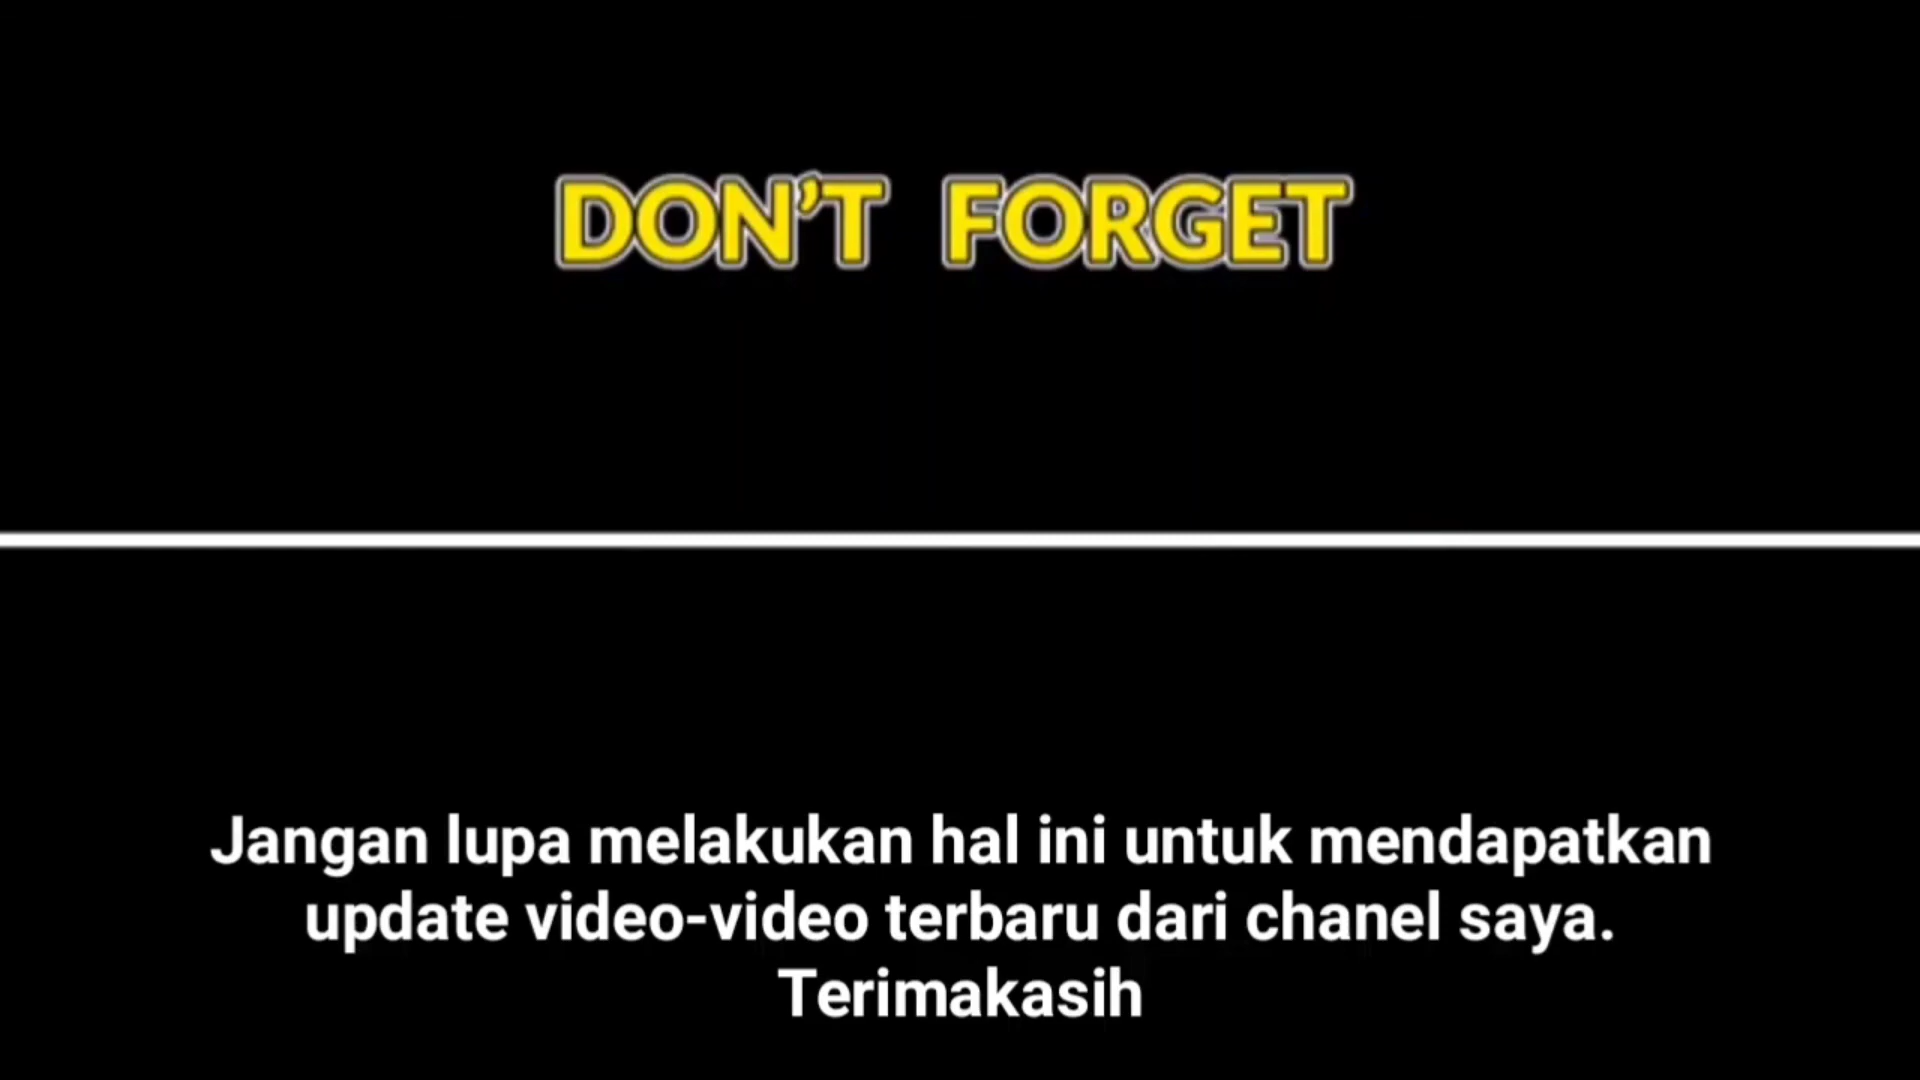 DON'T FORGET
Jangan lupa melakukan hal ini untuk mendapatkan
update video-video terbaru dari chanel saya.
Terimakasih